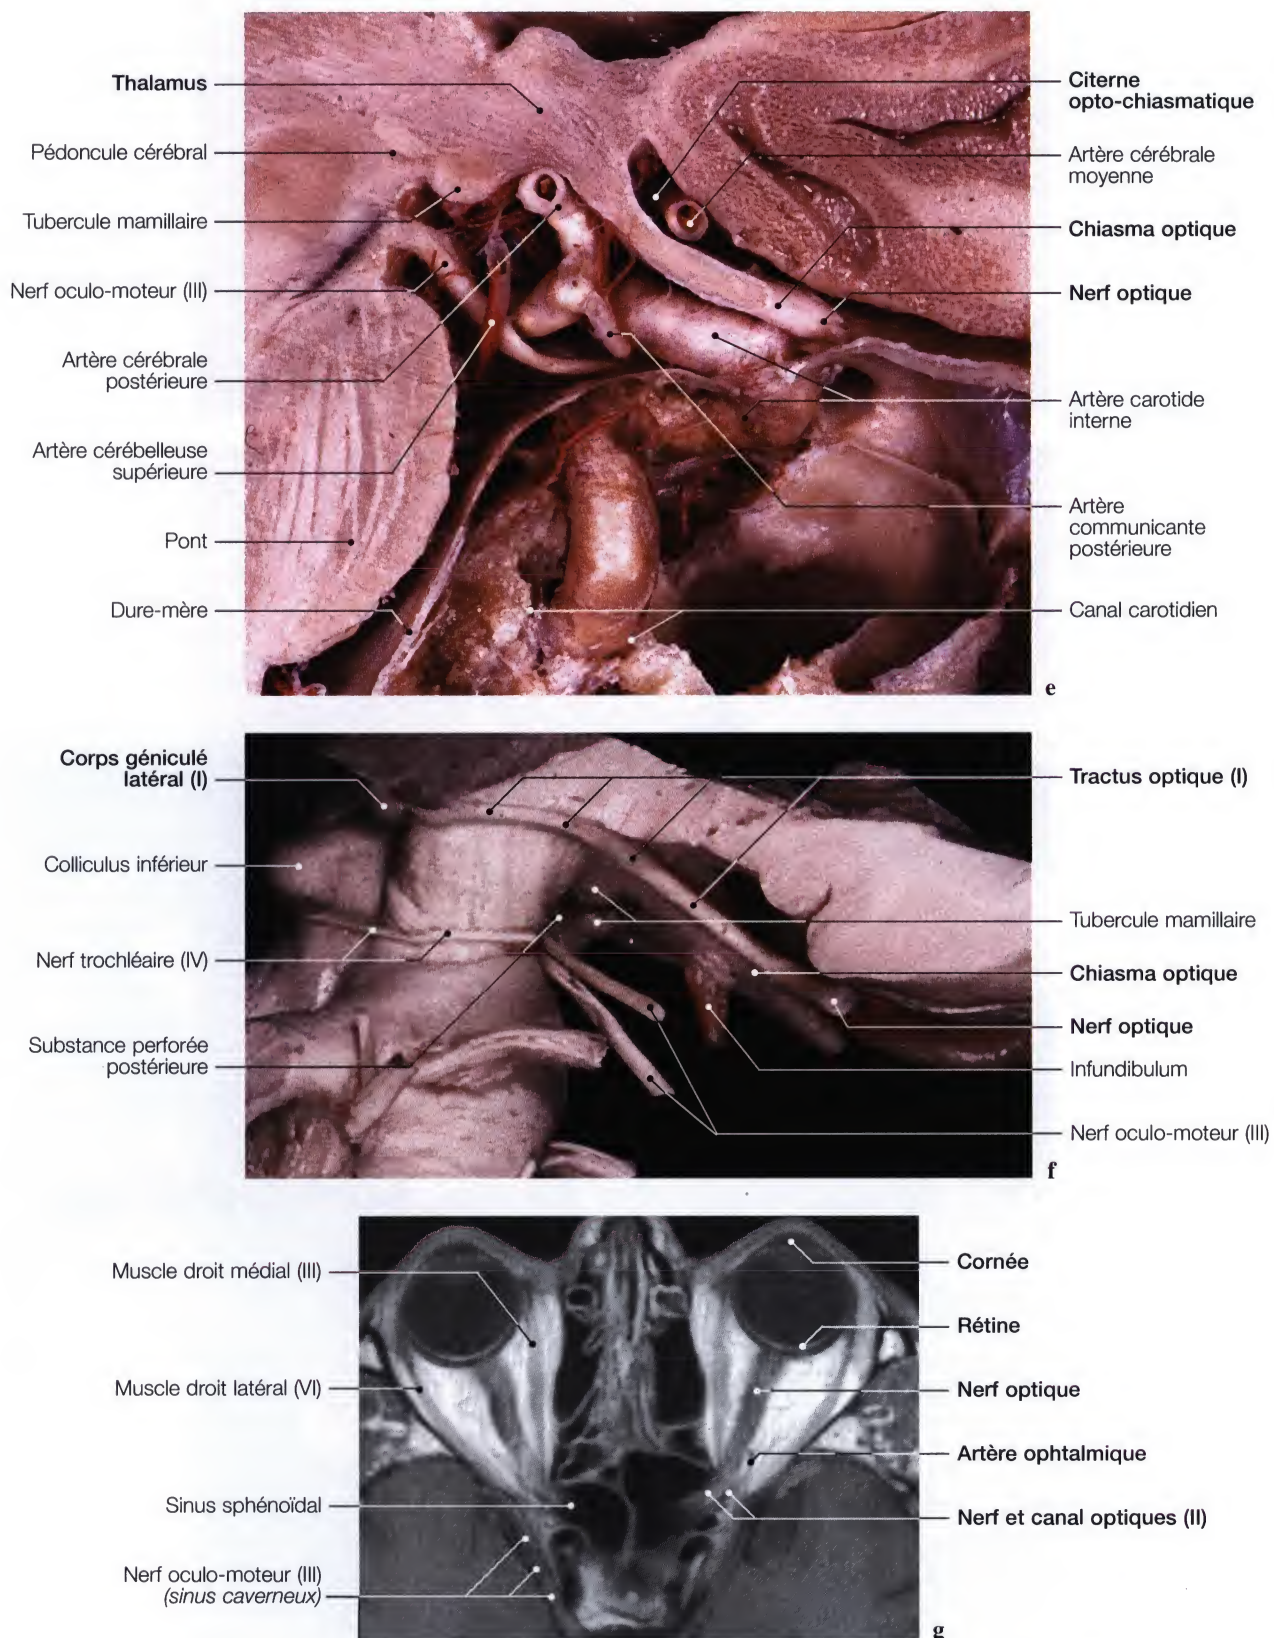 Thalamus
Pédoncule cérébral
Tubercule mamillaire
Nerf oculo-moteur (III)
Artère cérébrale
postérieure
Artère cérébelleuse
supérieure
Pont
Dure-mère
Citerne
opto-chiasmatique
Artère cérébrale
moyenne
Chiasma optique
Nerf optique
Artère carotide
interne
Artère
communicante
postérieure
Canal carotidien
e
Corps géniculé
latéral (I)
Colliculus inférieur
Nerf trochléaire (IV)
Substance perforée
postérieure
Tractus optique (I)
Tubercule mamillaire
Chiasma optique
Nerf optique
Infundibulum
Nerf oculo-moteur (III)
f
Muscle droit médial (III)
Muscle droit latéral (VI)
Sinus sphénoïdal
Nerf oculo-moteur (III)
(sinus caverneux)
Cornée
Rétine
Nerf optique
Artère ophtalmique
Nerf et canal optiques (II)
g